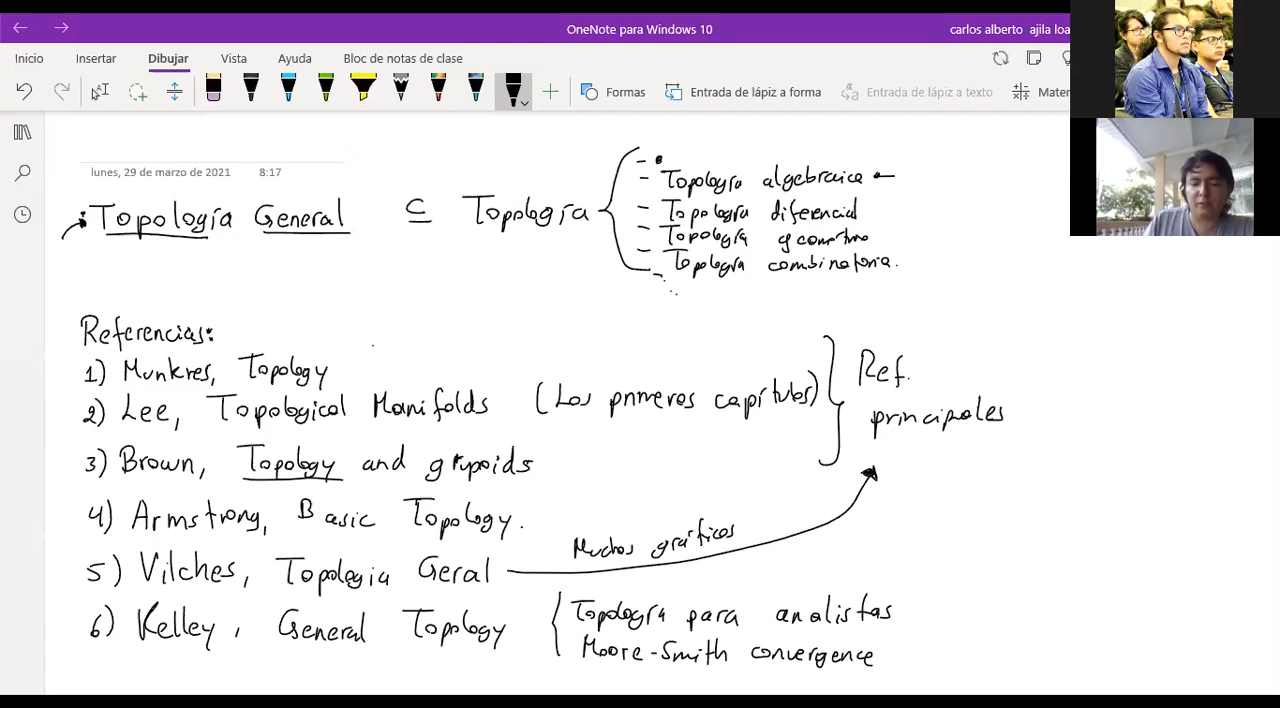 OneNote para Windows 10
carlos alberto ajila loa
Inicio Insertar Dibujar Vista Ayuda Bloc de notas de clase
Formas Entrada de lápiz a forma Entrada de lápiz a texto Mater
lunes, 29 de marzo de 2021 8:17
Topología General ⊆ Topología
- Topología algebraica
- Topología diferencial
- Topología
- Topología combinatoria.
Referencias:
1) Munkres, Topology
2) Lee, Topological Manifolds (Los primeros capítulos)
Ref.
principales
3) Brown, Topology and grupoids
4) Armstrong, Basic Topology.
Muchos gráficos
5) Vilches, Topologia Geral
6) Kelley, General Topology
Topología para analistas
Moore-Smith convergence